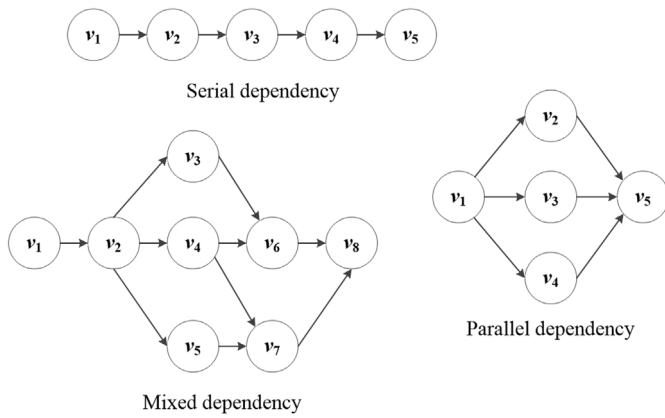 v1 v2 v3 v4 v5
Serial dependency
v3
v1 v2 v4 v6 v8
v5 v7
Mixed dependency
v2
v1 v3 v5
v4
Parallel dependency